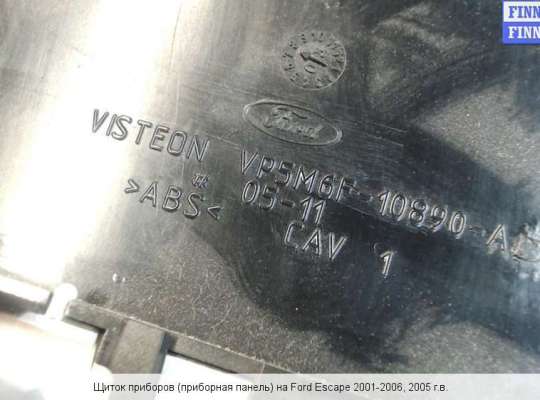 FINN
FINN
Ford
VISTEON VP5M6F-10890-A
>ABS< 05-11
CAV 1
Щиток приборов (приборная панель) на Ford Escape 2001-2006, 2005 г.в.